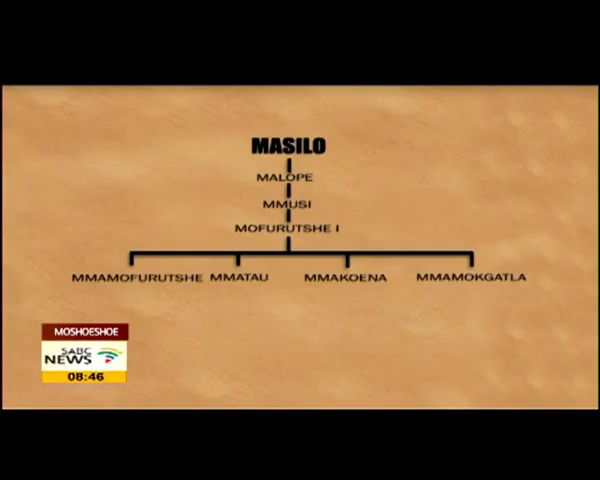 MASILO
MALOPE
MMUSI
MOFURUTSHE I
MMAMOFURUTSHE MMATAU MMAKOENA MMAMOKGATLA
MOSHOESHOE
SABC
NEWS
08:46